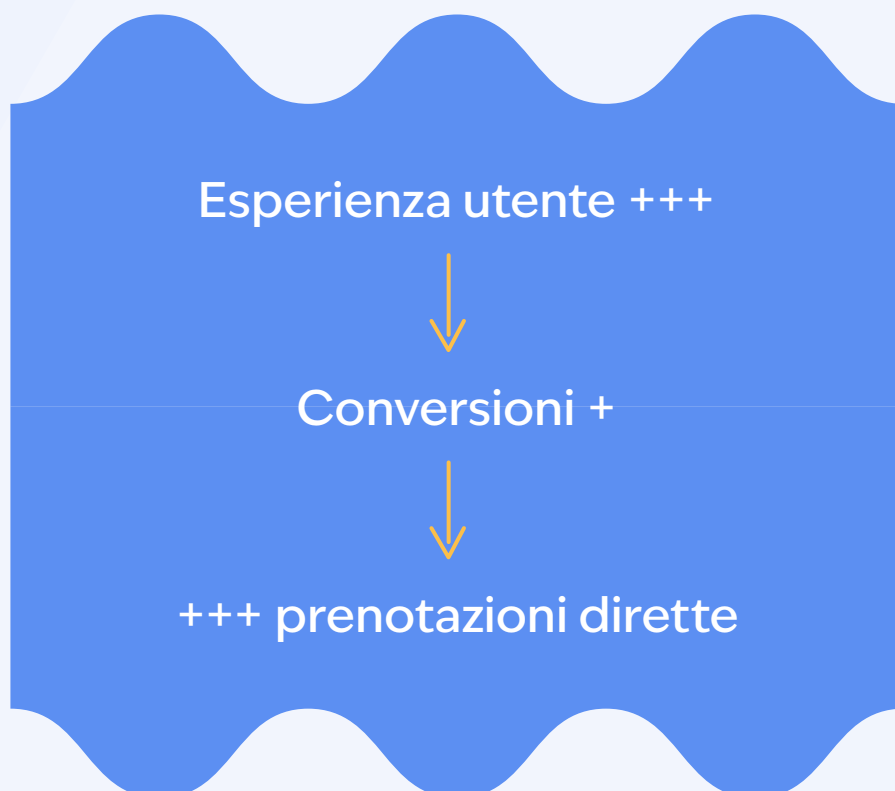 Esperienza utente +++
Conversioni +
+++ prenotazioni dirette